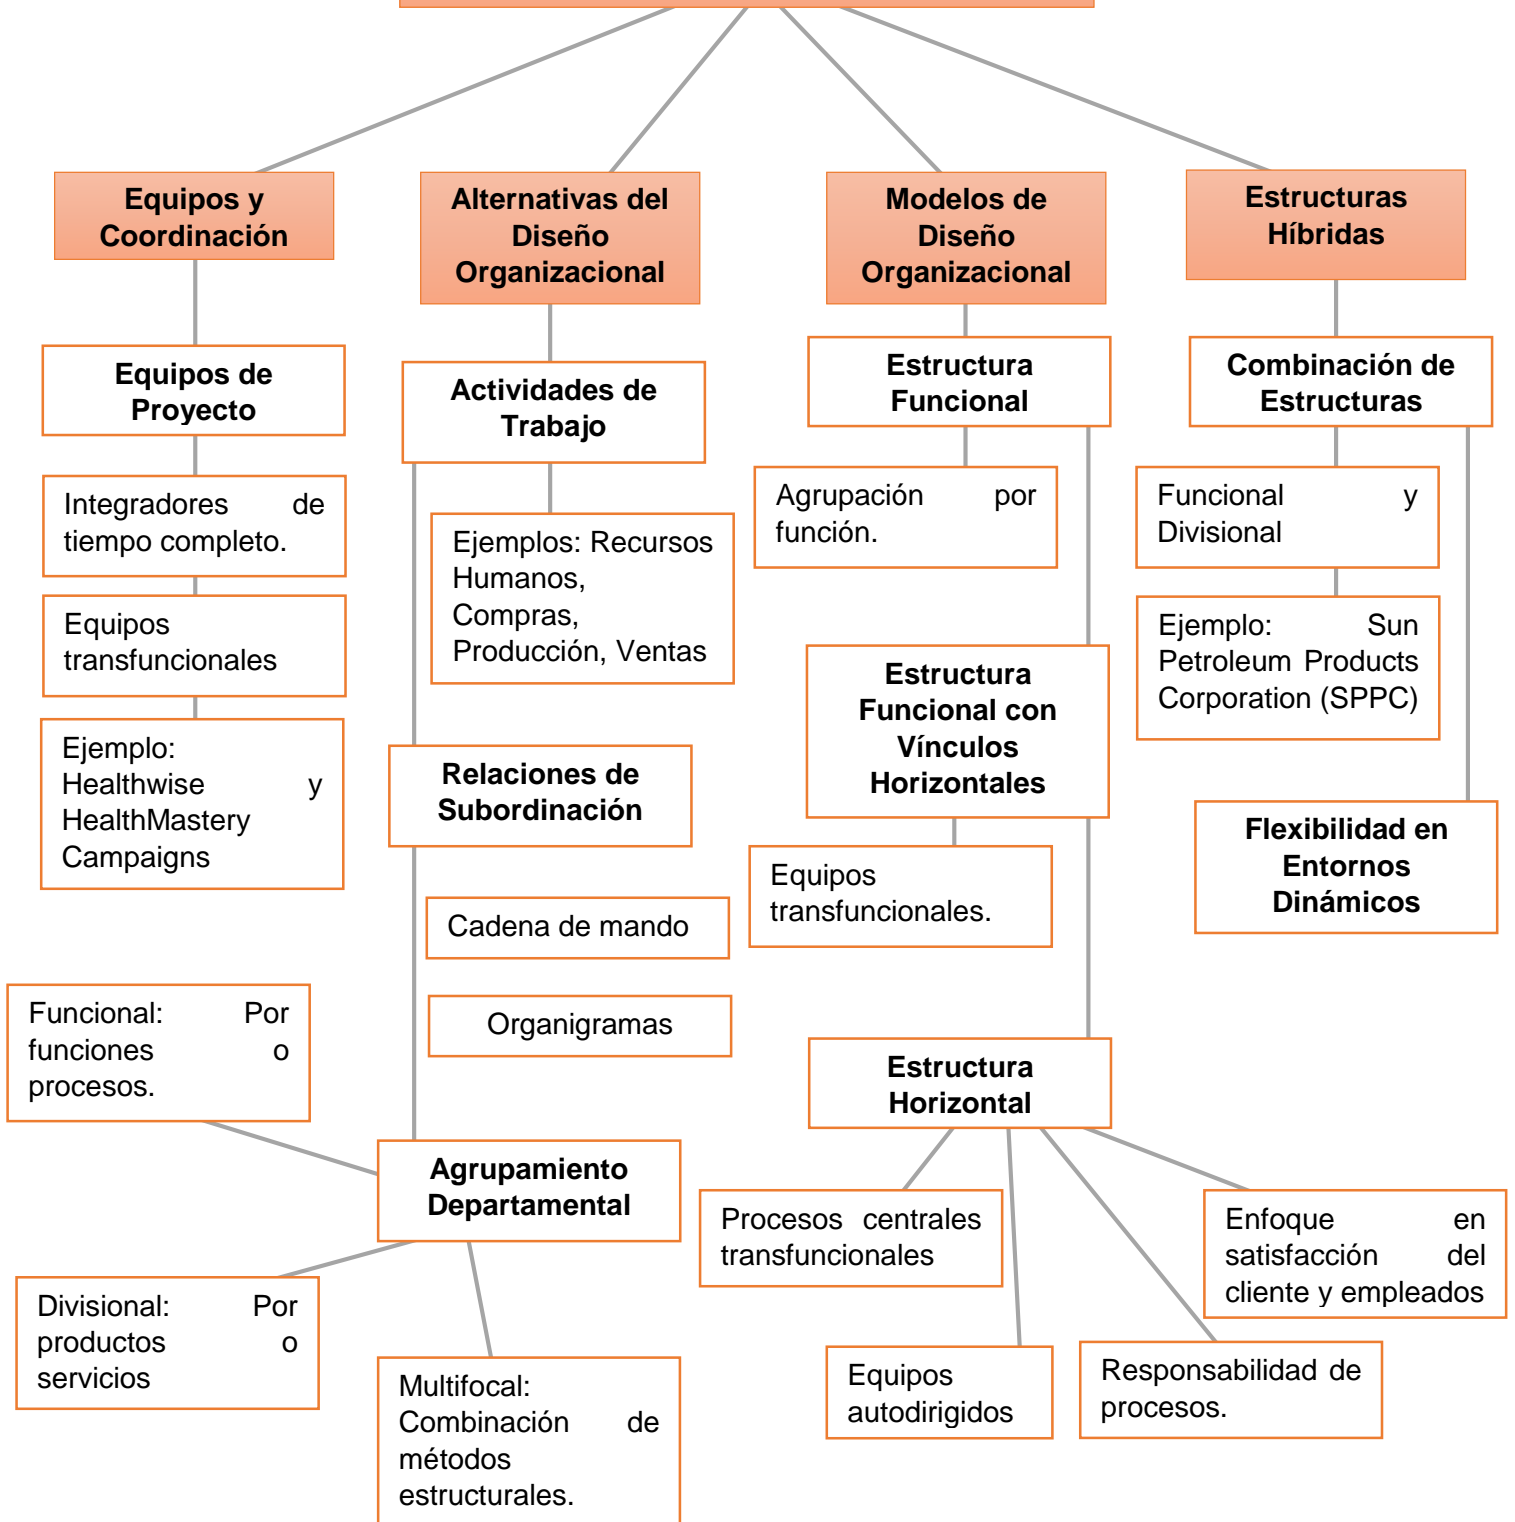 Equipos y
Coordinación
Alternativas del
Diseño
Organizacional
Modelos de
Diseño
Organizacional
Estructuras
Híbridas
Equipos de
Proyecto
Integradores de
tiempo completo.
Equipos
transfuncionales
Ejemplo:
Healthwise y
HealthMastery
Campaigns
Actividades de
Trabajo
Ejemplos: Recursos
Humanos,
Compras,
Producción, Ventas
Relaciones de
Subordinación
Cadena de mando
Organigramas
Agrupamiento
Departamental
Funcional: Por
funciones o
procesos.
Divisional: Por
productos o
servicios
Multifocal:
Combinación de
métodos
estructurales.
Estructura
Funcional
Agrupación por
función.
Estructura
Funcional con
Vínculos
Horizontales
Equipos
transfuncionales.
Estructura
Horizontal
Procesos centrales
transfuncionales
Equipos
autodirigidos
Responsabilidad de
procesos.
Enfoque en
satisfacción del
cliente y empleados
Combinación de
Estructuras
Funcional y
Divisional
Ejemplo: Sun
Petroleum Products
Corporation (SPPC)
Flexibilidad en
Entornos
Dinámicos